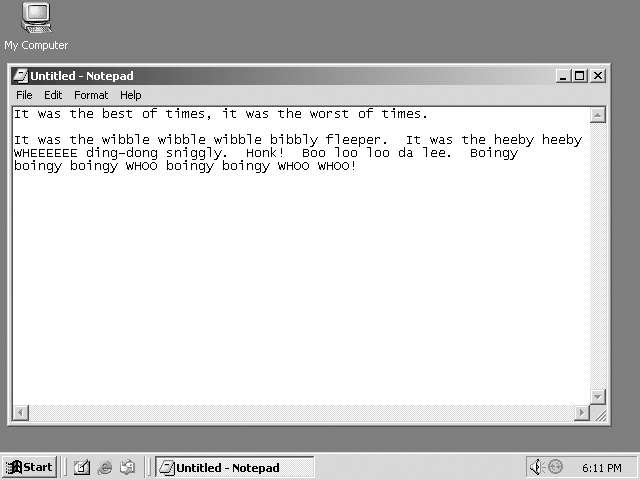 My Computer
Untitled - Notepad
File Edit Format Help
It was the best of times, it was the worst of times.
It was the wibble wibble wibble bibbly fleeper.  It was the heeby heeby
WHEEEEEE ding-dong sniggly.  Honk!  Boo loo loo da lee.  Boingy
boingy boingy WHOO boingy boingy WHOO WHOO!
Start
Untitled - Notepad
6:11 PM